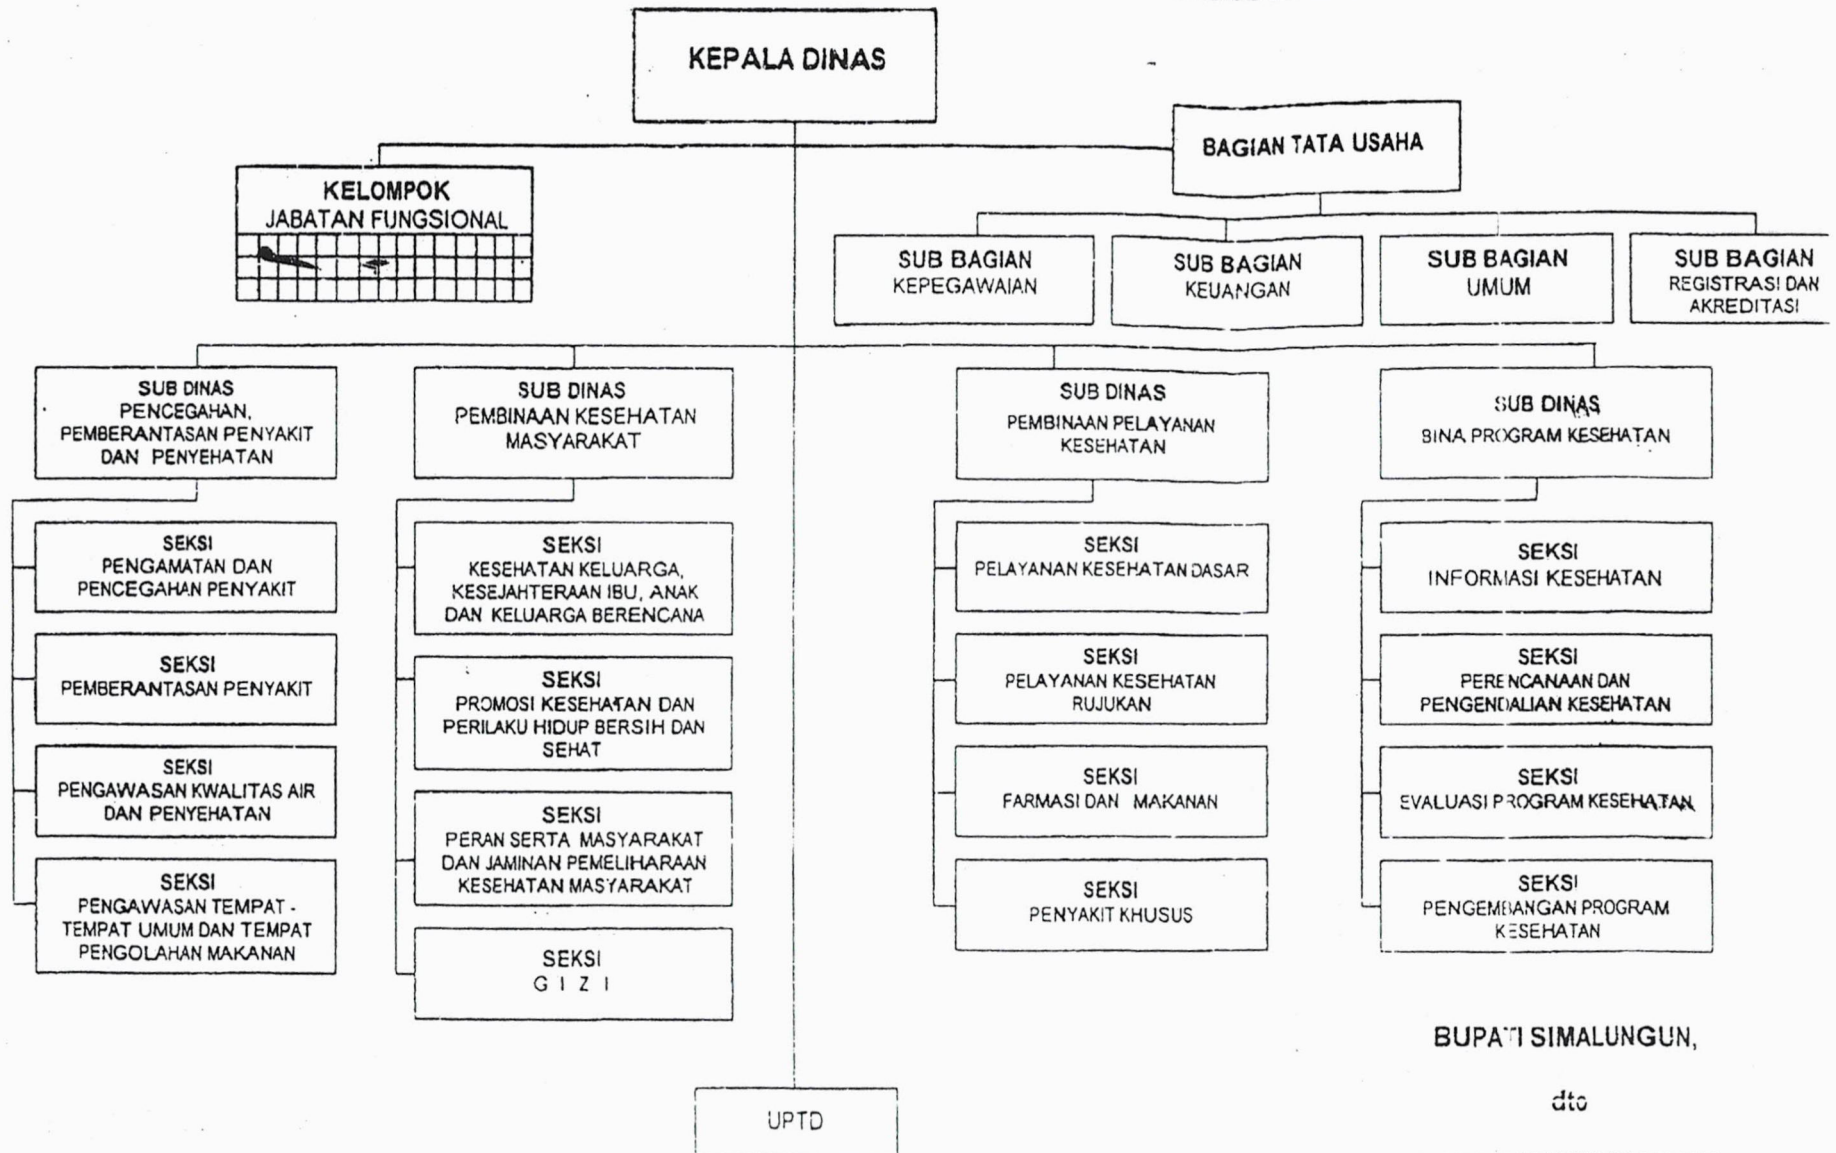 KEPALA DINAS
BAGIAN TATA USAHA
KELOMPOK
JABATAN FUNGSIONAL
SUB BAGIAN
KEPEGAWAIAN
SUB BAGIAN
KEUANGAN
SUB BAGIAN
UMUM
SUB BAGIAN
REGISTRASI DAN
AKREDITASI
SUB DINAS
PENCEGAHAN,
PEMBERANTASAN PENYAKIT
DAN PENYEHATAN
SUB DINAS
PEMBINAAN KESEHATAN
MASYARAKAT
SUB DINAS
PEMBINAAN PELAYANAN
KESEHATAN
SUB DINAS
BINA PROGRAM KESEHATAN
SEKSI
PENGAMATAN DAN
PENCEGAHAN PENYAKIT
SEKSI
PEMBERANTASAN PENYAKIT
SEKSI
PENGAWASAN KWALITAS AIR
DAN PENYEHATAN
SEKSI
PENGAWASAN TEMPAT -
TEMPAT UMUM DAN TEMPAT
PENGOLAHAN MAKANAN
SEKSI
KESEHATAN KELUARGA,
KESEJAHTERAAN IBU, ANAK
DAN KELUARGA BERENCANA
SEKSI
PROMOSI KESEHATAN DAN
PERILAKU HIDUP BERSIH DAN
SEHAT
SEKSI
PERAN SERTA MASYARAKAT
DAN JAMINAN PEMELIHARAAN
KESEHATAN MASYARAKAT
SEKSI
G I Z I
SEKSI
PELAYANAN KESEHATAN DASAR
SEKSI
PELAYANAN KESEHATAN
RUJUKAN
SEKSI
FARMASI DAN MAKANAN
SEKSI
PENYAKIT KHUSUS
SEKSI
INFORMASI KESEHATAN
SEKSI
PERENCANAAN DAN
PENGENDALIAN KESEHATAN
SEKSI
EVALUASI PROGRAM KESEHATAN
SEKSI
PENGEMBANGAN PROGRAM
KESEHATAN
BUPATI SIMALUNGUN,
dto
UPTD